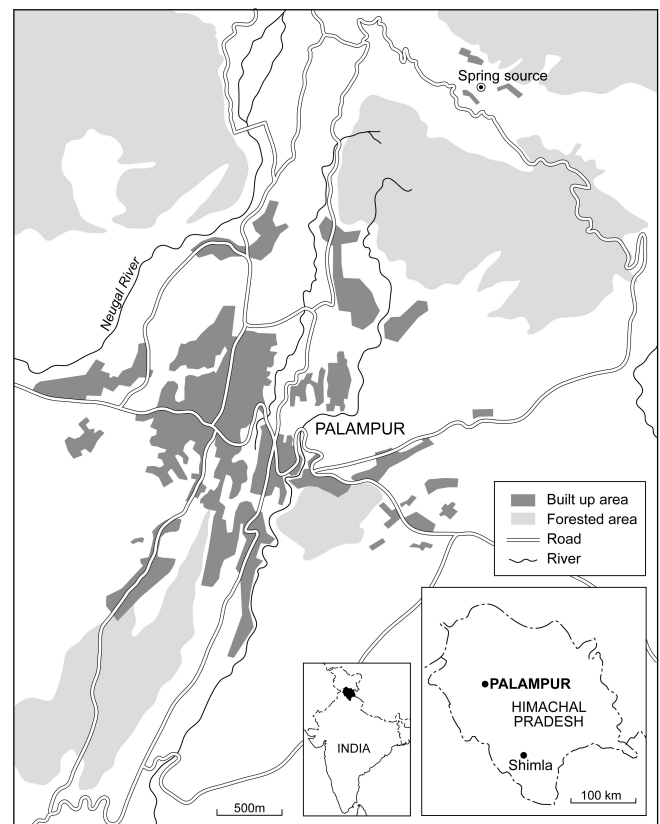 Spring source
Neugal River
PALAMPUR
Built up area
Forested area
Road
River
PALAMPUR
HIMACHAL
PRADESH
INDIA
Shimla
100 km
500m